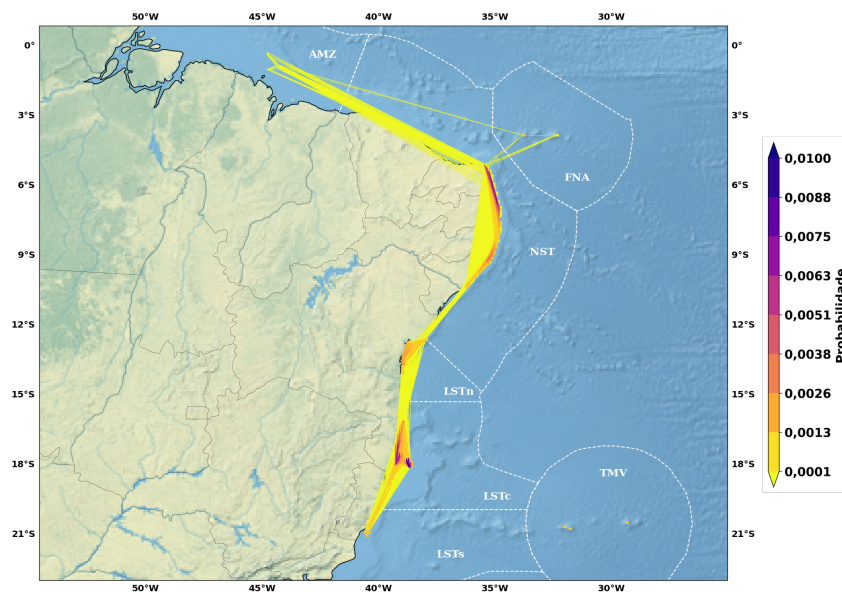 50°W 45°W 40°W 35°W 30°W
0° AMZ 0°
3°S 3°S
FNA
6°S 6°S
NST
9°S 9°S
12°S 12°S
LSTn
15°S 15°S
TMV
18°S 18°S
LSTc
21°S 21°S
LSTs
50°W 45°W 40°W 35°W 30°W
0,0100
0,0088
0,0075
0,0063
0,0051
0,0038
0,0026
0,0013
0,0001
Probabilidade